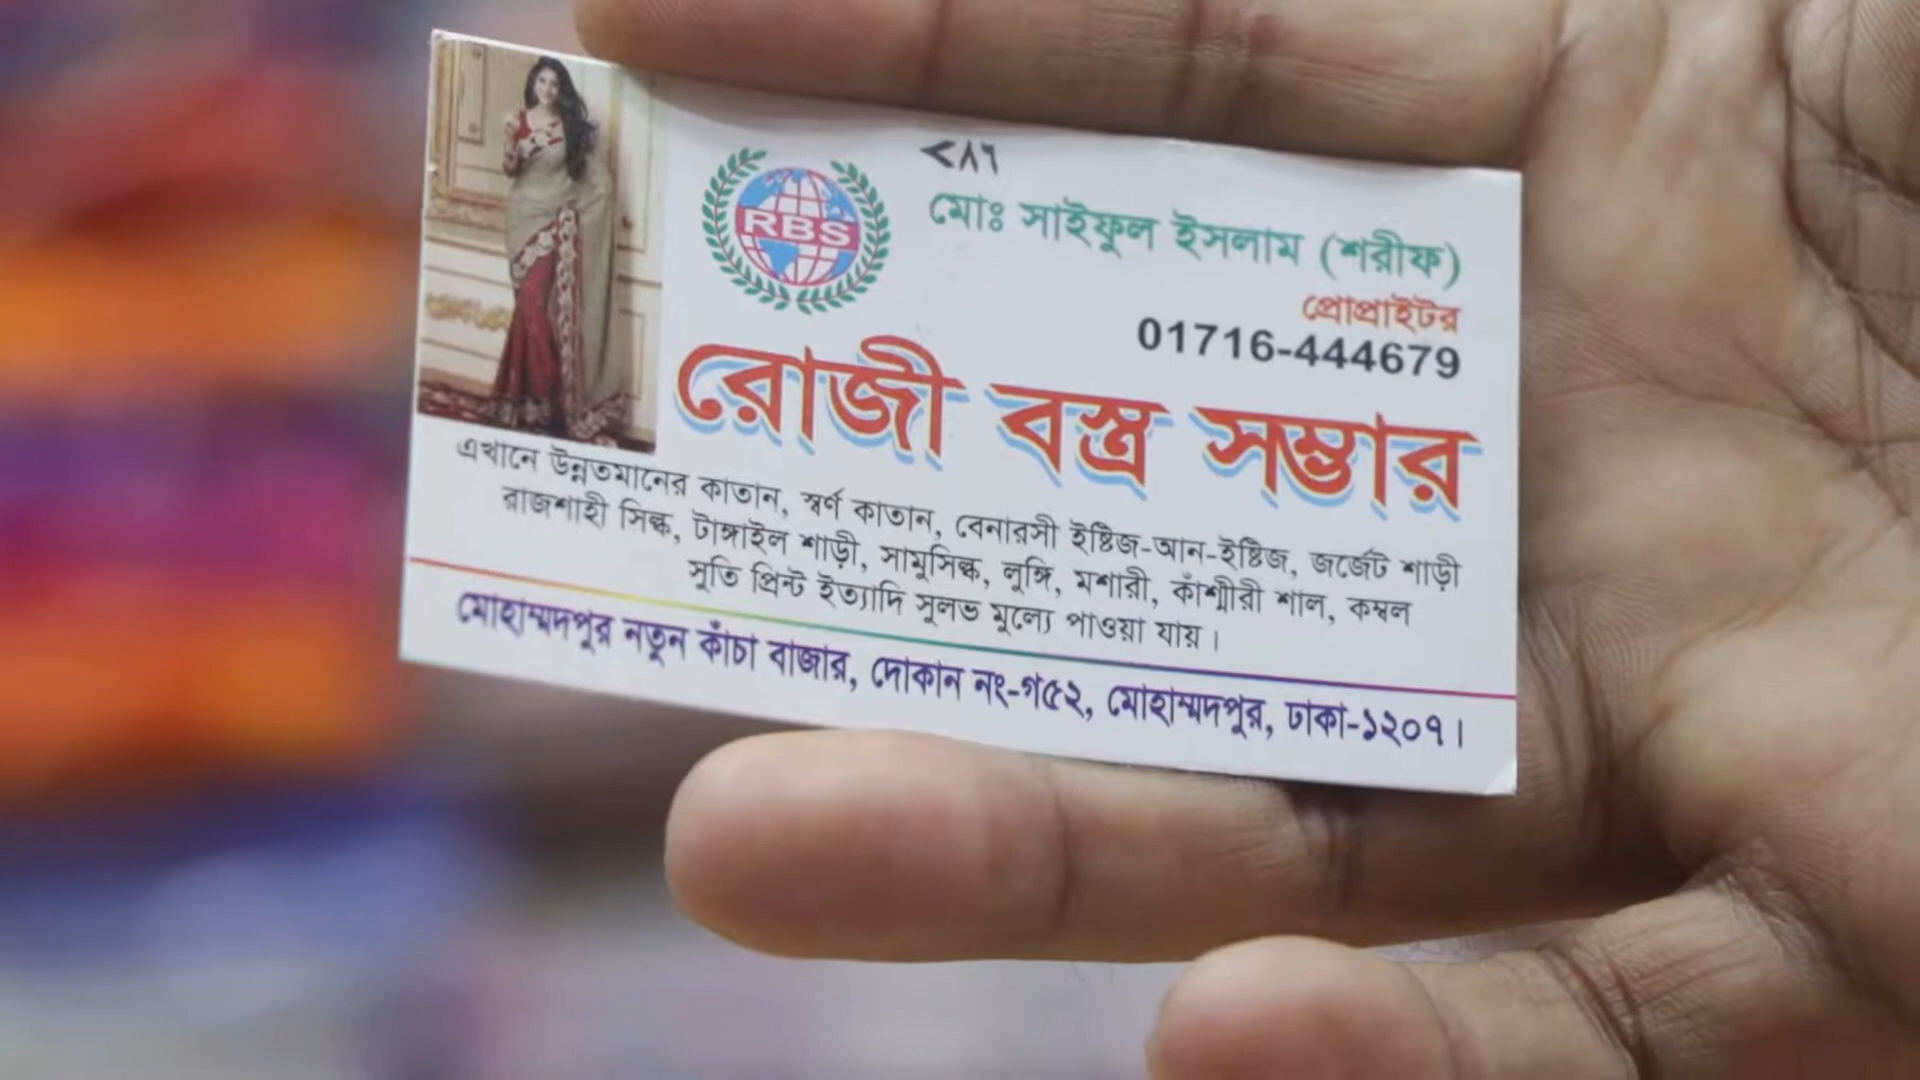 <৮৭
RBS
মোঃ সাইফুল ইসলাম (শরীফ)
প্রোপ্রাইটর
01716-444679
রোজী বস্ত্র সম্ভার
এখানে উন্নতমানের কাতান, স্বর্ণ কাতান, বেনারসী ইষ্টিজ-আন-ইষ্টিজ, জর্জেট শাড়ী
রাজশাহী সিল্ক, টাঙ্গাইল শাড়ী, সামুসিল্ক, লুঙ্গি, মশারী, কাঁশ্মীরী শাল, কম্বল
সুতি প্রিন্ট ইত্যাদি সুলভ মুল্যে পাওয়া যায়।
মোহাম্মদপুর নতুন কাঁচা বাজার, দোকান নং-গ৫২, মোহাম্মদপুর, ঢাকা-১২০৭।